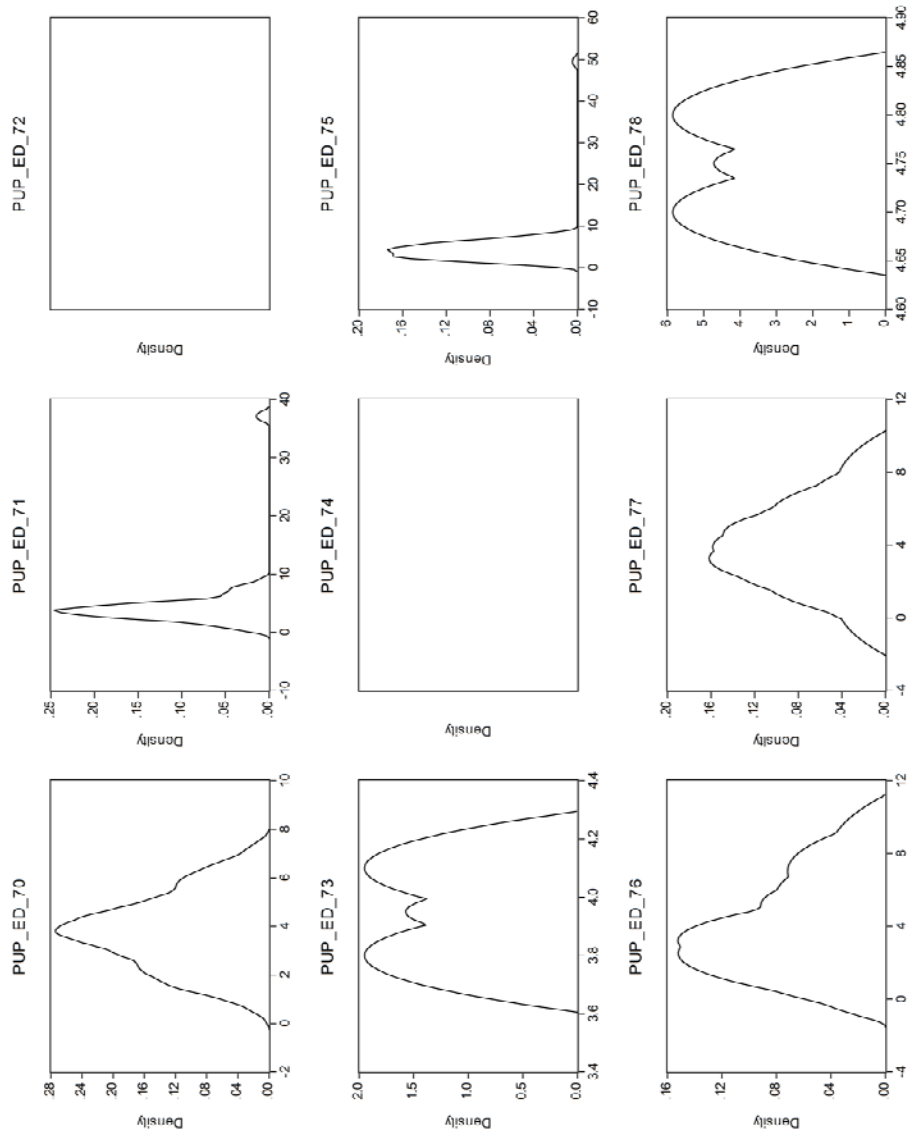 PUP_ED_70
Density
.28
.24
.20
.16
.12
.08
.04
.00
-2 0 2 4 6 8 10
PUP_ED_71
Density
.25
.20
.15
.10
.05
.00
-10 0 10 20 30 40
PUP_ED_72
Density
PUP_ED_73
Density
2.0
1.5
1.0
0.5
0.0
3.4 3.6 3.8 4.0 4.2 4.4
PUP_ED_74
Density
PUP_ED_75
Density
.20
.16
.12
.08
.04
.00
-10 0 10 20 30 40 50 60
PUP_ED_76
Density
.16
.12
.08
.04
.00
-4 0 4 8 12
PUP_ED_77
Density
.20
.16
.12
.08
.04
.00
-4 0 4 8 12
PUP_ED_78
Density
6
5
4
3
2
1
0
4.60 4.65 4.70 4.75 4.80 4.85 4.90